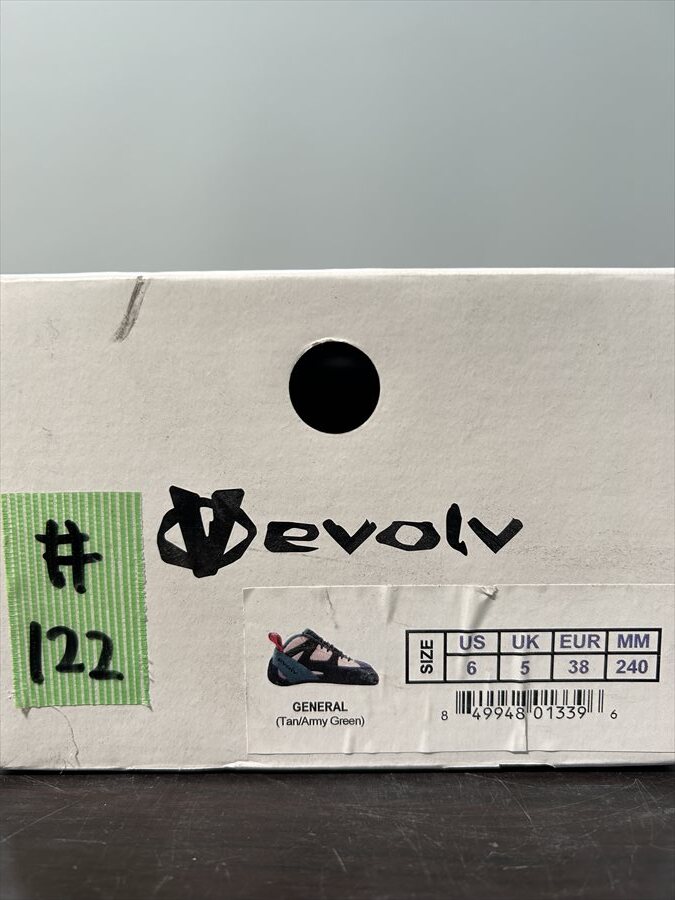 evolv
#
122
SIZE
US UK EUR MM
6 5 38 240
GENERAL
(Tan/Army Green)
8 49948 01339 6